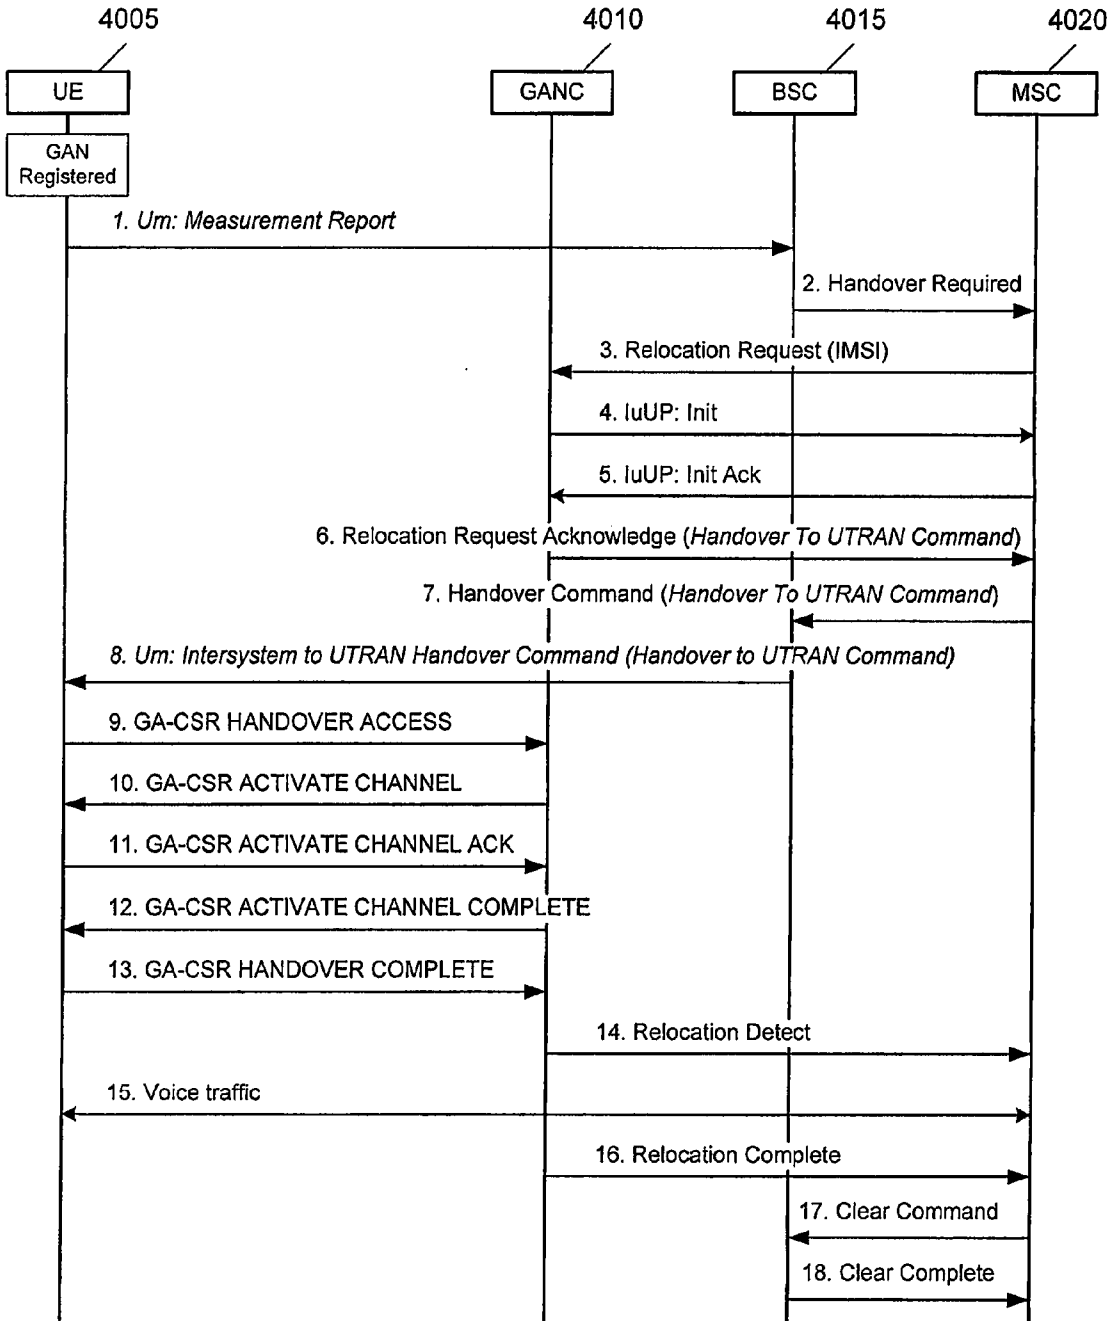 4005
4010
4015
4020
UE
GANC
BSC
MSC
GAN
Registered
1. Um: Measurement Report
2. Handover Required
3. Relocation Request (IMSI)
4. IuUP: Init
5. IuUP: Init Ack
6. Relocation Request Acknowledge (Handover To UTRAN Command)
7. Handover Command (Handover To UTRAN Command)
8. Um: Intersystem to UTRAN Handover Command (Handover to UTRAN Command)
9. GA-CSR HANDOVER ACCESS
10. GA-CSR ACTIVATE CHANNEL
11. GA-CSR ACTIVATE CHANNEL ACK
12. GA-CSR ACTIVATE CHANNEL COMPLETE
13. GA-CSR HANDOVER COMPLETE
14. Relocation Detect
15. Voice traffic
16. Relocation Complete
17. Clear Command
18. Clear Complete